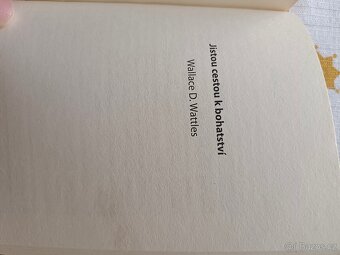 Jistou cestou k bohatství
Wallace D. Wattles